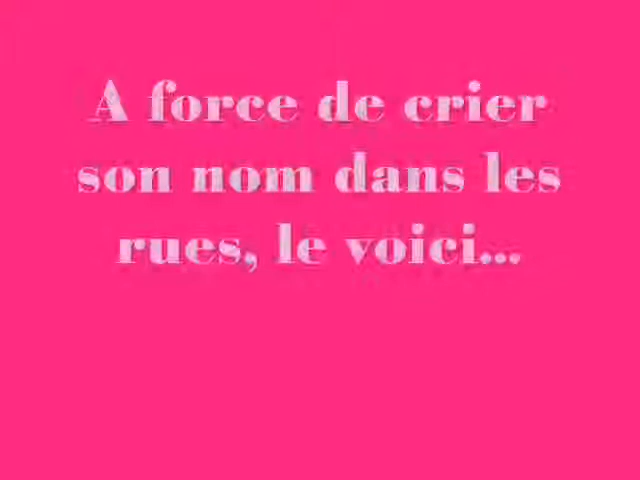 A force de crier
son nom dans les
rues, le voici...